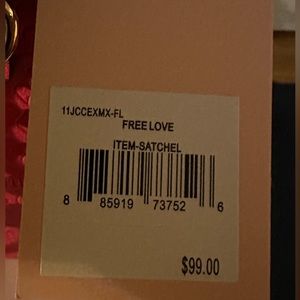 11JCCEXMX-FL
FREE LOVE
ITEM-SATCHEL
8 85919 73752 6
$99.00